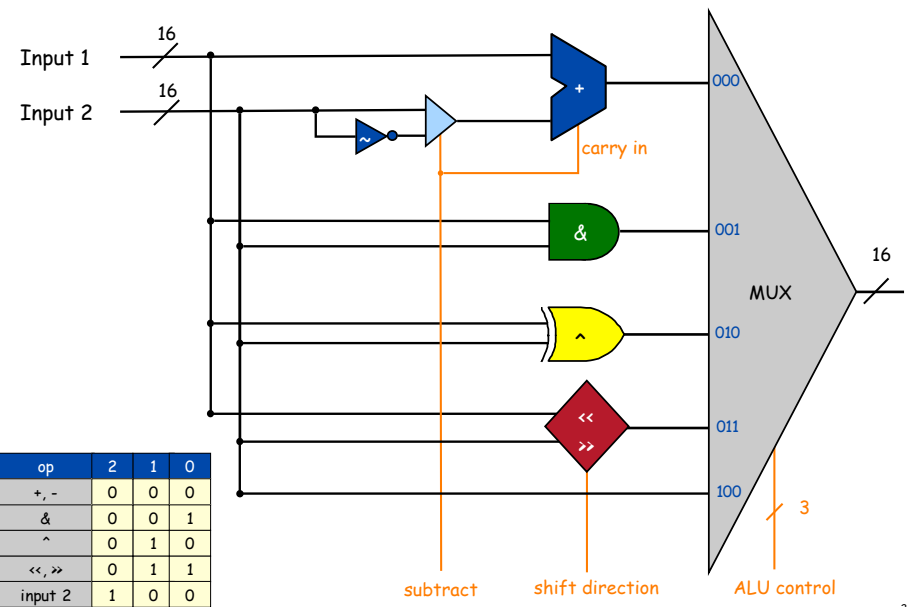 16
Input 1
16
Input 2
+
~
carry in
000
&
001
16
MUX
^
010
<<
>>
011
100
op 2 1 0
+, - 0 0 0
& 0 0 1
^ 0 1 0
<<, >> 0 1 1
input 2 1 0 0
3
subtract
shift direction
ALU control